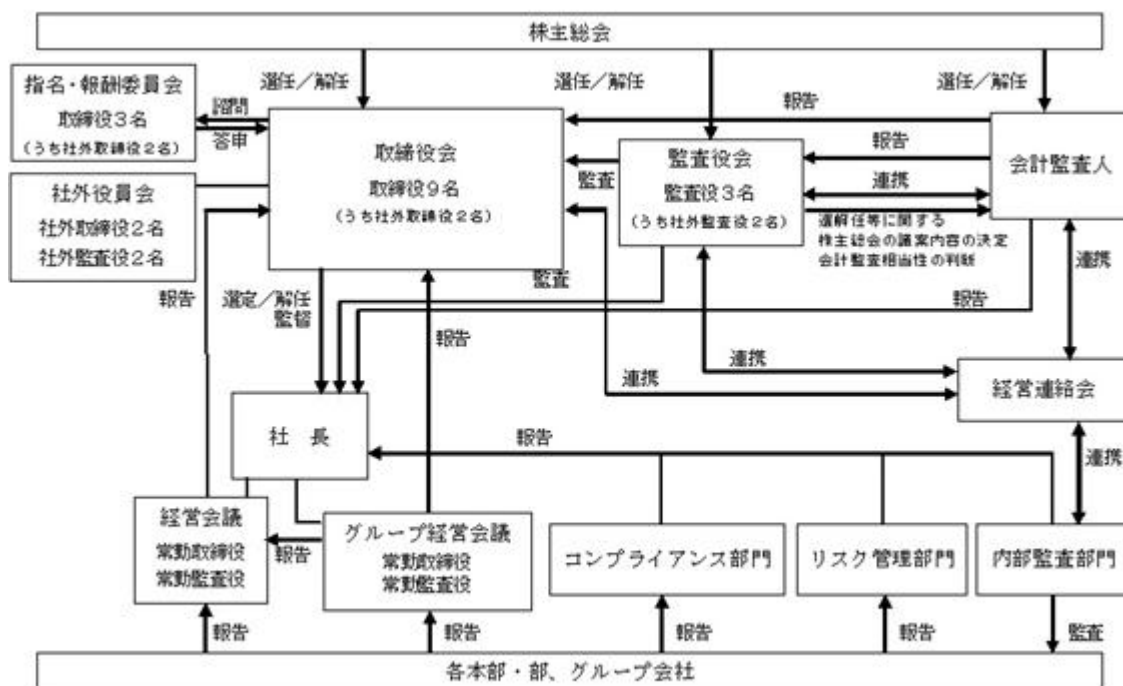 株主総会
選任／解任
選任／解任
選任／解任
指名・報酬委員会
取締役３名
（うち社外取締役２名）
諮問
答申
社外役員会
社外取締役２名
社外監査役２名
取締役会
取締役９名
（うち社外取締役２名）
報告
監査
監査役会
監査役３名
（うち社外監査役２名）
報告
連携
選解任等に関する
株主総会の議案内容の決定
会計監査相当性の判断
会計監査人
報告
選定／解任
監督
報告
監査
報告
連携
連携
連携
経営連絡会
社　長
報告
連携
経営会議
常勤取締役
常勤監査役
報告
グループ経営会議
常勤取締役
常勤監査役
コンプライアンス部門
リスク管理部門
内部監査部門
報告
報告
報告
報告
監査
各本部・部、グループ会社